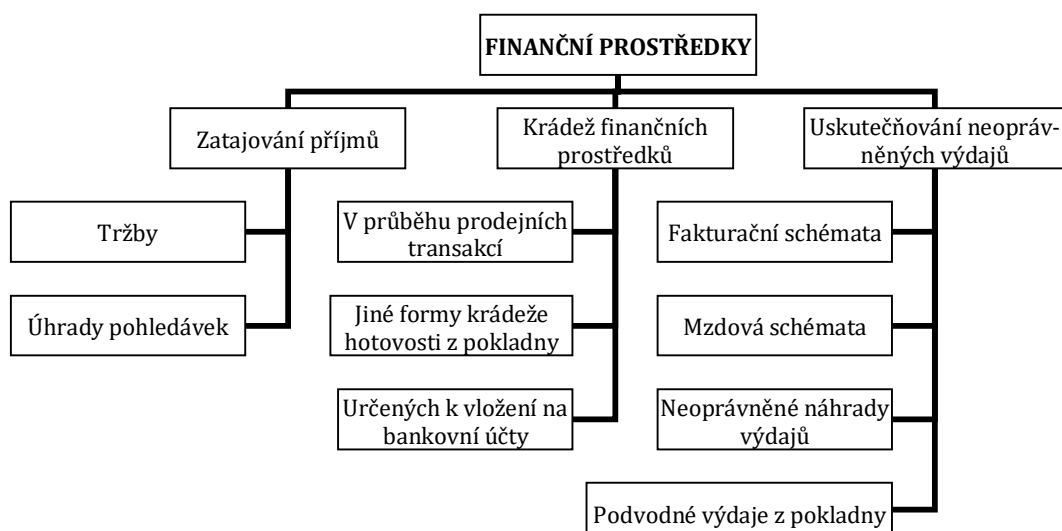 FINANČNÍ PROSTŘEDKY
Zatajování příjmů
Krádež finančních
prostředků
Uskutečňování neopráv-
něných výdajů
Tržby
V průběhu prodejních
transakcí
Fakturační schémata
Úhrady pohledávek
Jiné formy krádeže
hotovosti z pokladny
Mzdová schémata
Určených k vložení na
bankovní účty
Neoprávněné náhrady
výdajů
Podvodné výdaje z pokladny